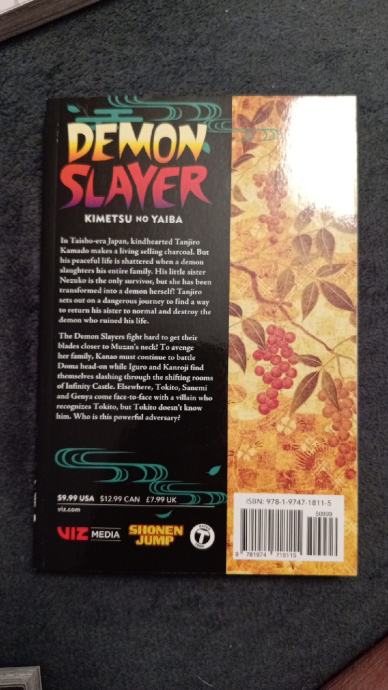 DEMON
SLAYER
KIMETSU NO YAIBA
In Taisho-era Japan, kindhearted Tanjiro
Kamado makes a living selling charcoal. But
his peaceful life is shattered when a demon
slaughters his entire family. His little sister
Nezuko is the only survivor, but she has been
transformed into a demon herself! Tanjiro
sets out on a dangerous journey to find a way
to return his sister to normal and destroy the
demon who ruined his life.
The Demon Slayers fight hard to get their
blades closer to Muzan's neck! To avenge
her family, Kanao must continue to battle
Doma head-on while Iguro and Kanroji find
themselves slashing through the shifting rooms
of Infinity Castle. Elsewhere, Tokito, Sanemi
and Genya come face-to-face with a villain who
recognizes Tokito, but Tokito doesn't know
him. Who is this powerful adversary?
$9.99 USA $12.99 CAN £7.99 UK
viz.com
VIZ MEDIA
SHONEN
JUMP
T
ISBN: 978-1-9747-1811-5
50999
9 781974 718115